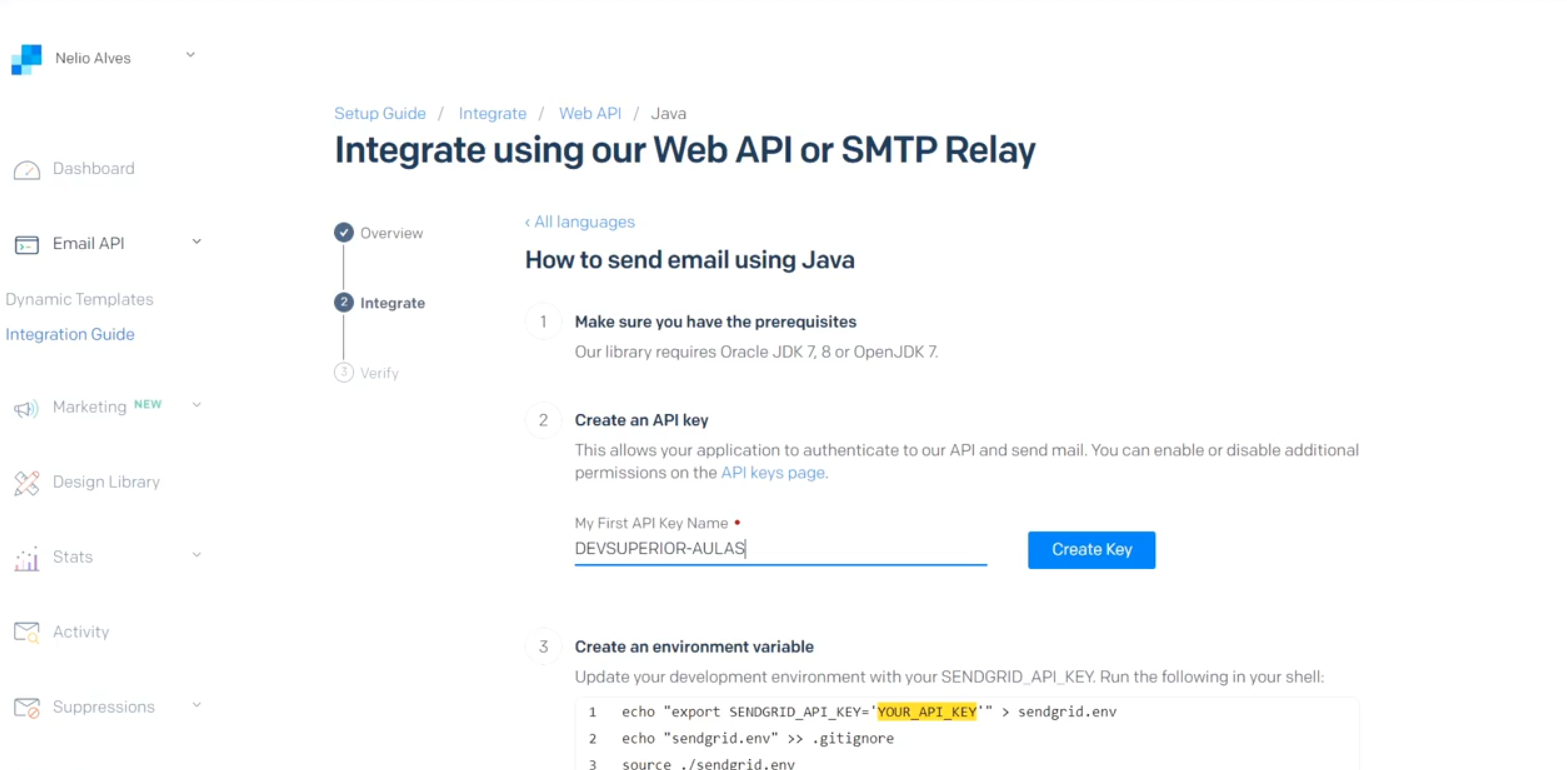 Nelio Alves
Setup Guide / Integrate / Web API / Java
Integrate using our Web API or SMTP Relay
Dashboard
Email API
Dynamic Templates
Integration Guide
Marketing NEW
Design Library
Stats
Activity
Suppressions
Overview
2 Integrate
3 Verify
‹ All languages
How to send email using Java
1 Make sure you have the prerequisites
Our library requires Oracle JDK 7, 8 or OpenJDK 7.
2 Create an API key
This allows your application to authenticate to our API and send mail. You can enable or disable additional
permissions on the API keys page.
My First API Key Name •
DEVSUPERIOR-AULAS
Create Key
3 Create an environment variable
Update your development environment with your SENDGRID_API_KEY. Run the following in your shell:
1 echo "export SENDGRID_API_KEY='YOUR_API_KEY'" > sendgrid.env
2 echo "sendgrid.env" >> .gitignore
3 source ./sendgrid.env